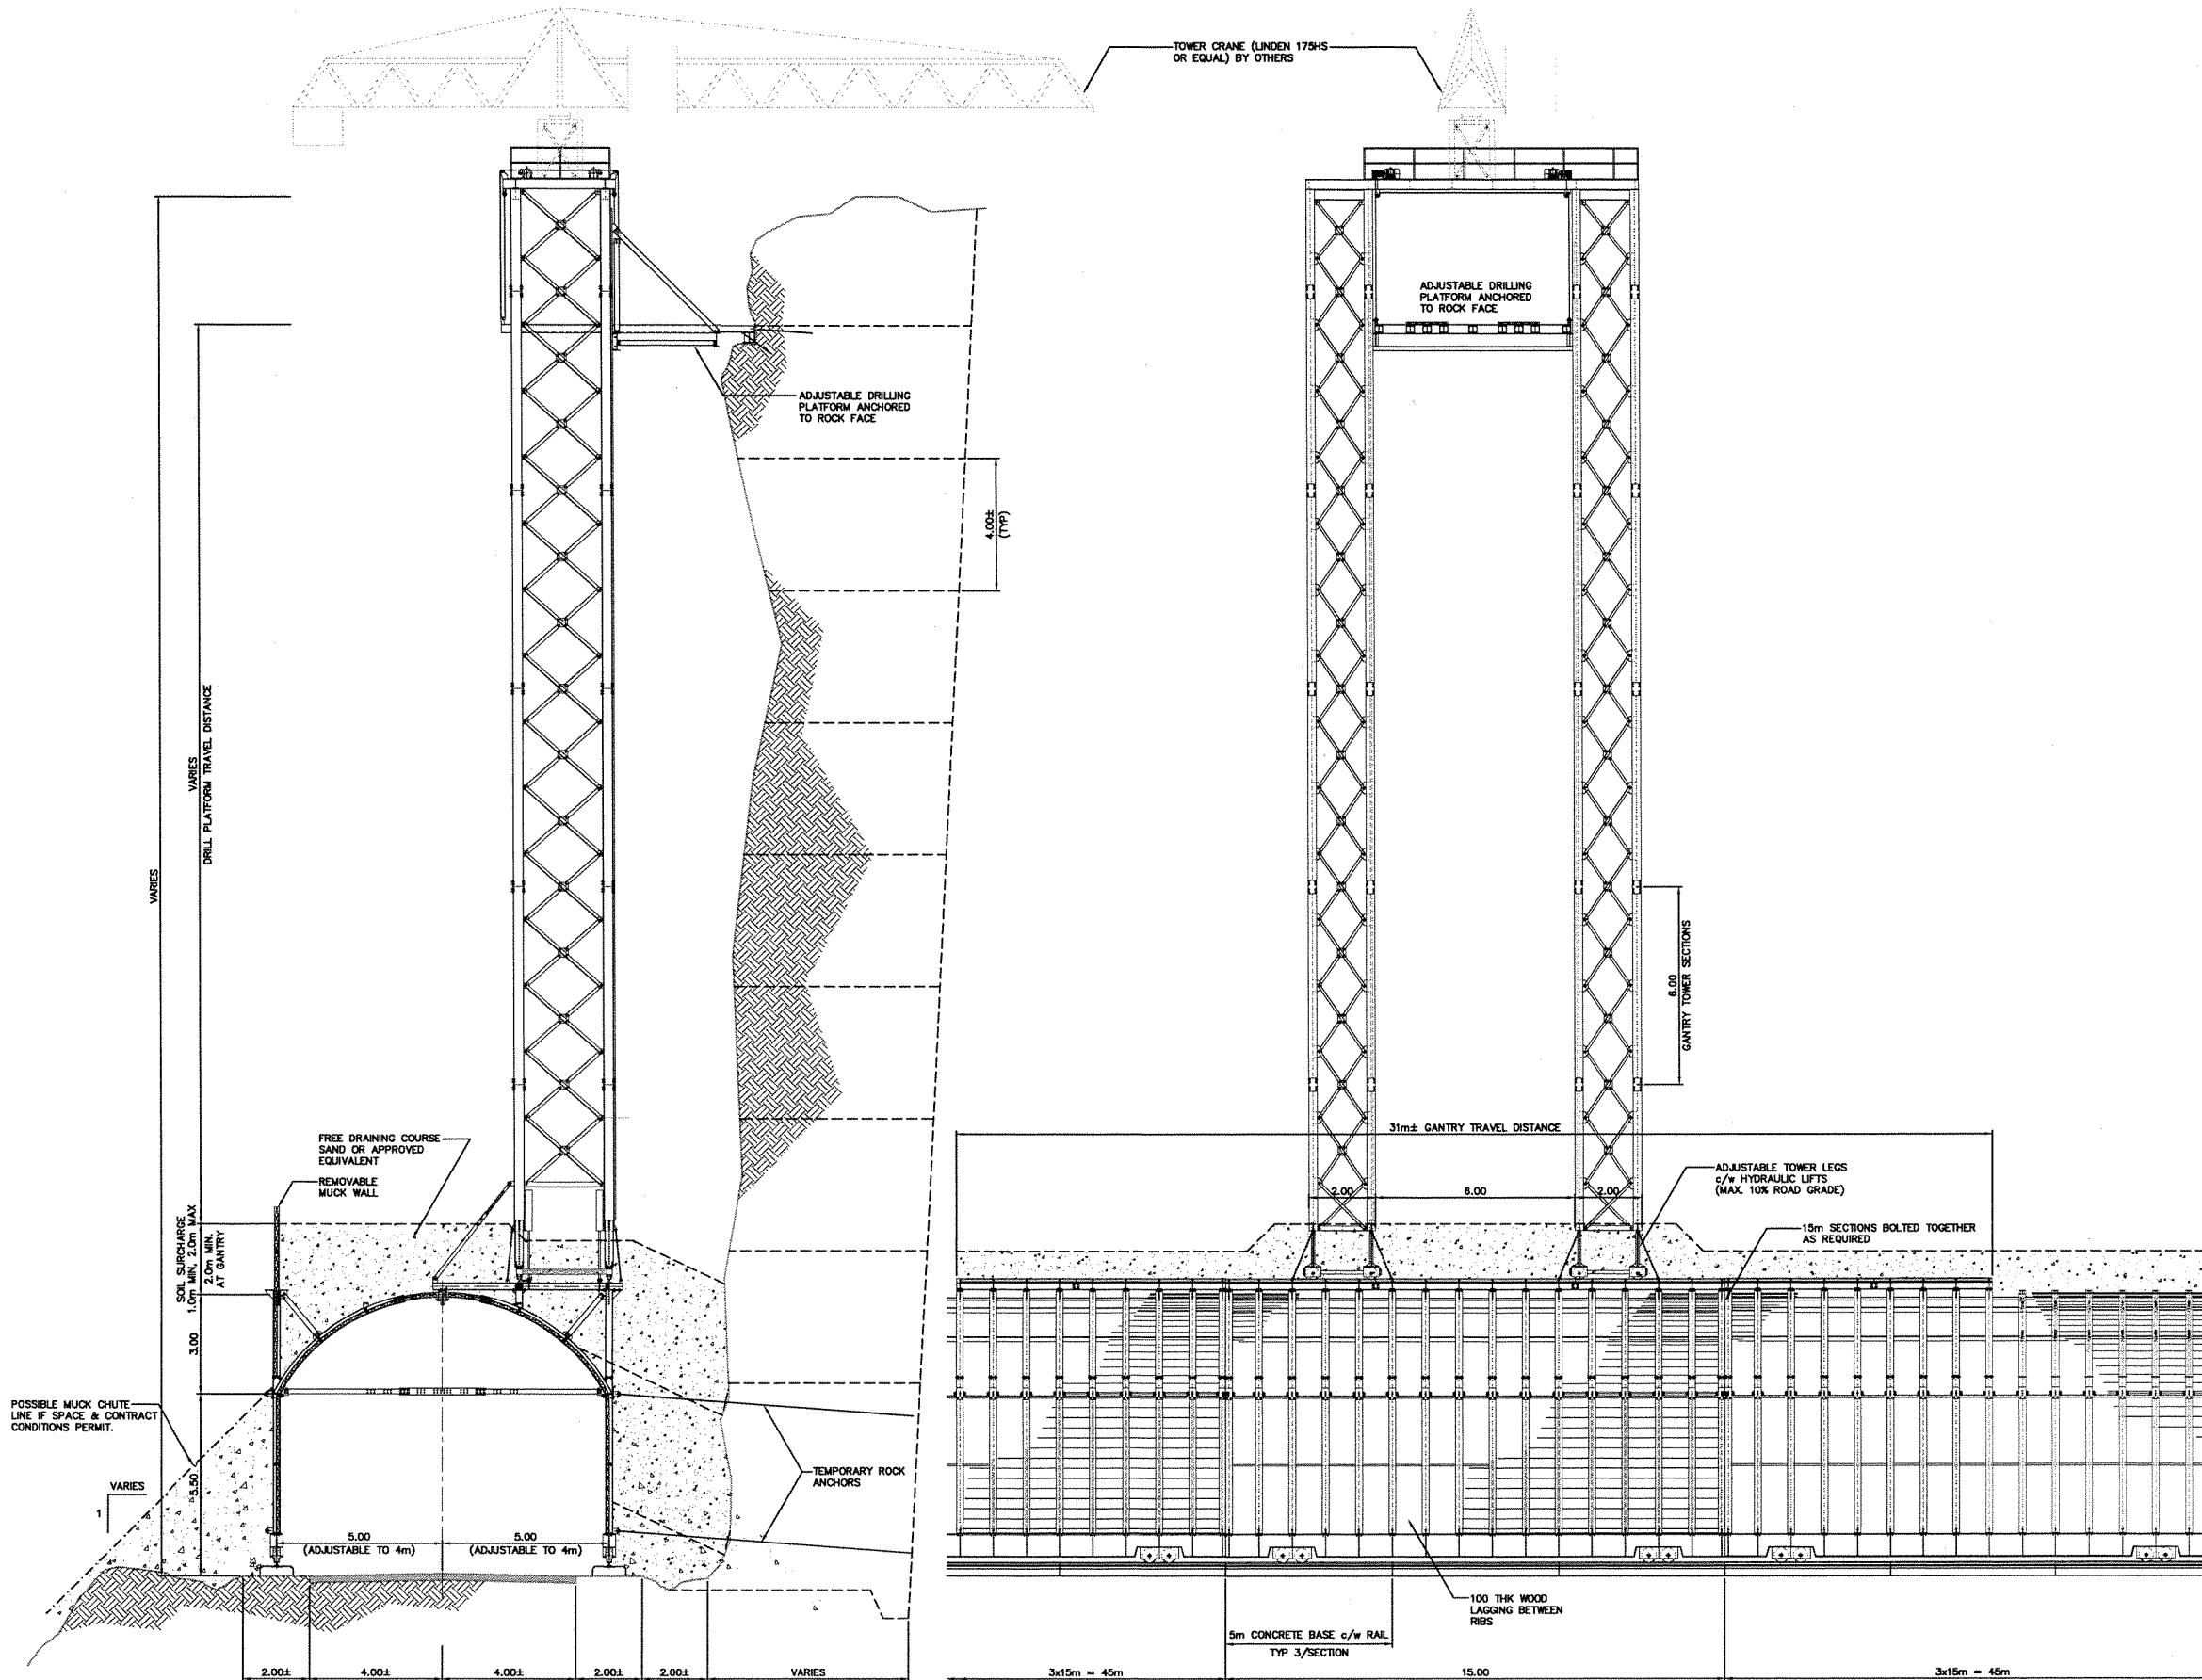 TOWER CRANE (LINDEN 175HS
OR EQUAL) BY OTHERS
ADJUSTABLE DRILLING
PLATFORM ANCHORED
TO ROCK FACE
ADJUSTABLE DRILLING
PLATFORM ANCHORED
TO ROCK FACE
4.00±
(TYP)
VARIES
VARIES
DRILL PLATFORM TRAVEL DISTANCE
6.00
GANTRY TOWER SECTIONS
FREE DRAINING COURSE
SAND OR APPROVED
EQUIVALENT
REMOVABLE
MUCK WALL
31m± GANTRY TRAVEL DISTANCE
ADJUSTABLE TOWER LEGS
c/w HYDRAULIC LIFTS
(MAX. 10% ROAD GRADE)
2.00
6.00
2.00
15m SECTIONS BOLTED TOGETHER
AS REQUIRED
SOIL SURCHARGE
1.0m MIN, 2.0m MAX
2.0m MIN.
AT GANTRY
3.00
POSSIBLE MUCK CHUTE
LINE IF SPACE & CONTRACT
CONDITIONS PERMIT.
VARIES
1
5.50
TEMPORARY ROCK
ANCHORS
5.00
(ADJUSTABLE TO 4m)
5.00
(ADJUSTABLE TO 4m)
100 THK WOOD
LAGGING BETWEEN
RIBS
5m CONCRETE BASE c/w RAIL
TYP 3/SECTION
2.00±
4.00±
4.00±
2.00±
2.00±
VARIES
3x15m = 45m
15.00
3x15m = 45m